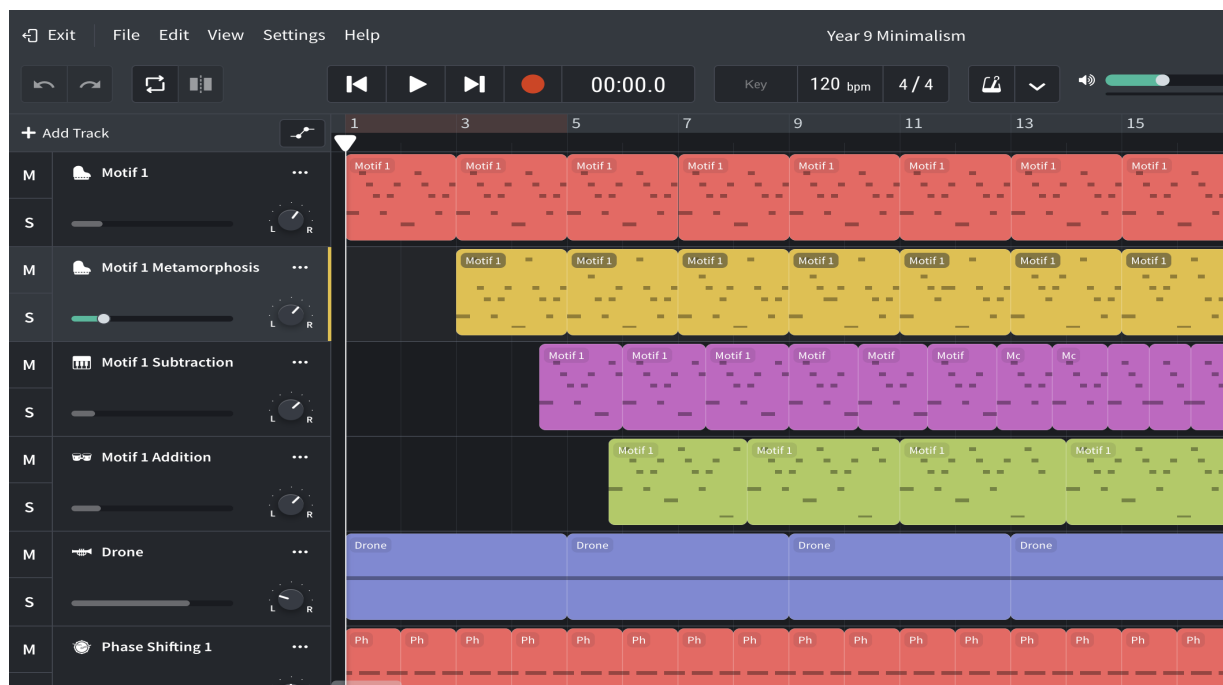 Exit File Edit View Settings Help Year 9 Minimalism
00:00.0 Key 120 bpm 4 / 4
Add Track 1 3 5 7 9 11 13 15
M Motif 1 ... Motif 1 Motif 1 Motif 1 Motif 1 Motif 1 Motif 1 Motif 1 Motif 1
S L R
M Motif 1 Metamorphosis ... Motif 1 Motif 1 Motif 1 Motif 1 Motif 1 Motif 1 Motif 1
S L R
M Motif 1 Subtraction ... Motif 1 Motif 1 Motif 1 Motif Motif Motif Mc Mc
S L R
M Motif 1 Addition ... Motif 1 Motif 1 Motif 1 Motif 1
S L R
M Drone ... Drone Drone Drone Drone
S L R
M Phase Shifting 1 ... Ph Ph Ph Ph Ph Ph Ph Ph Ph Ph Ph Ph Ph Ph Ph Ph